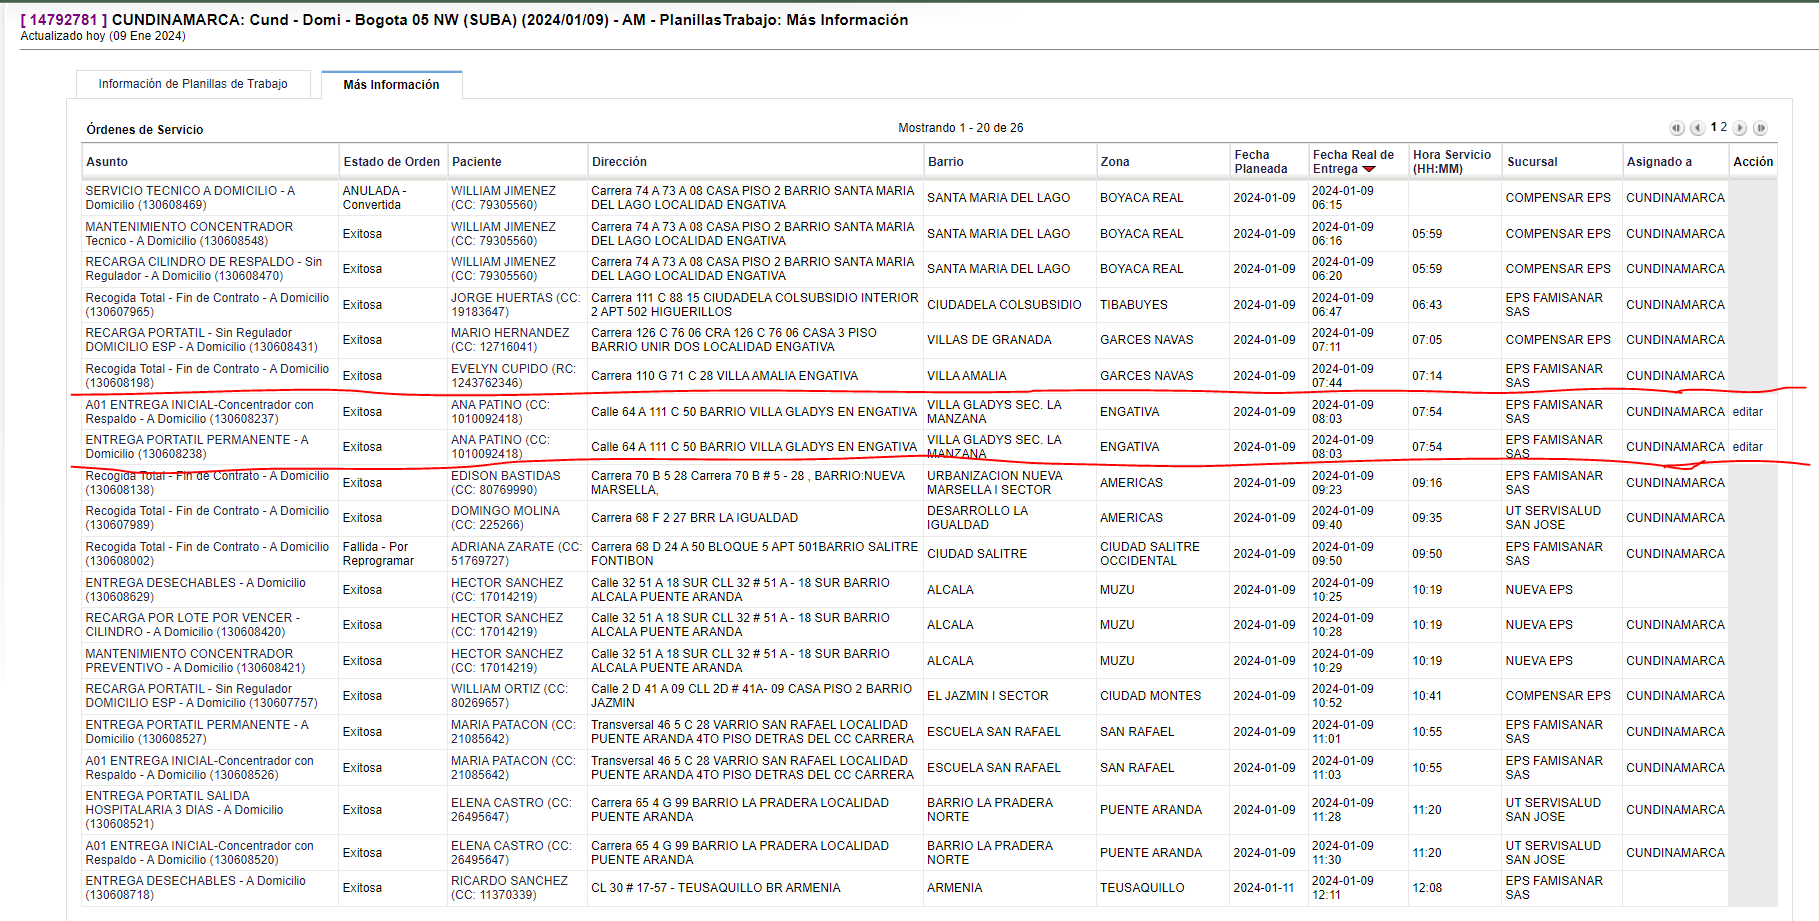 [ 14792781 ] CUNDINAMARCA: Cund - Domi - Bogota 05 NW (SUBA) (2024/01/09) - AM - PlanillasTrabajo: Más Información
Actualizado hoy (09 Ene 2024)
Información de Planillas de Trabajo
Más Información
Órdenes de Servicio
Mostrando 1 - 20 de 26
1 2
Asunto Estado de Orden Paciente Dirección Barrio Zona Fecha Planeada Fecha Real de Entrega Hora Servicio (HH:MM) Sucursal Asignado a Acción
SERVICIO TECNICO A DOMICILIO - A Domicilio (130608469) ANULADA - Convertida WILLIAM JIMENEZ (CC: 79305560) Carrera 74 A 73 A 08 CASA PISO 2 BARRIO SANTA MARIA DEL LAGO LOCALIDAD ENGATIVA SANTA MARIA DEL LAGO BOYACA REAL 2024-01-09 2024-01-09 06:15 COMPENSAR EPS CUNDINAMARCA
MANTENIMIENTO CONCENTRADOR Tecnico - A Domicilio (130608548) Exitosa WILLIAM JIMENEZ (CC: 79305560) Carrera 74 A 73 A 08 CASA PISO 2 BARRIO SANTA MARIA DEL LAGO LOCALIDAD ENGATIVA SANTA MARIA DEL LAGO BOYACA REAL 2024-01-09 2024-01-09 06:16 05:59 COMPENSAR EPS CUNDINAMARCA
RECARGA CILINDRO DE RESPALDO - Sin Regulador - A Domicilio (130608470) Exitosa WILLIAM JIMENEZ (CC: 79305560) Carrera 74 A 73 A 08 CASA PISO 2 BARRIO SANTA MARIA DEL LAGO LOCALIDAD ENGATIVA SANTA MARIA DEL LAGO BOYACA REAL 2024-01-09 2024-01-09 06:20 05:59 COMPENSAR EPS CUNDINAMARCA
Recogida Total - Fin de Contrato - A Domicilio (130607965) Exitosa JORGE HUERTAS (CC: 19183647) Carrera 111 C 88 15 CIUDADELA COLSUBSIDIO INTERIOR 2 APT 502 HIGUERILLOS CIUDADELA COLSUBSIDIO TIBABUYES 2024-01-09 2024-01-09 06:47 06:43 EPS FAMISANAR SAS CUNDINAMARCA
RECARGA PORTATIL - Sin Regulador DOMICILIO ESP - A Domicilio (130608431) Exitosa MARIO HERNANDEZ (CC: 12716041) Carrera 126 C 76 06 CRA 126 C 76 06 CASA 3 PISO BARRIO UNIR DOS LOCALIDAD ENGATIVA VILLAS DE GRANADA GARCES NAVAS 2024-01-09 2024-01-09 07:11 07:05 COMPENSAR EPS CUNDINAMARCA
Recogida Total - Fin de Contrato - A Domicilio (130608198) Exitosa EVELYN CUPIDO (RC: 1243762346) Carrera 110 G 71 C 28 VILLA AMALIA ENGATIVA VILLA AMALIA GARCES NAVAS 2024-01-09 2024-01-09 07:44 07:14 EPS FAMISANAR SAS CUNDINAMARCA
A01 ENTREGA INICIAL-Concentrador con Respaldo - A Domicilio (130608237) Exitosa ANA PATINO (CC: 1010092418) Calle 64 A 111 C 50 BARRIO VILLA GLADYS EN ENGATIVA VILLA GLADYS SEC. LA MANZANA ENGATIVA 2024-01-09 2024-01-09 08:03 07:54 EPS FAMISANAR SAS CUNDINAMARCA editar
ENTREGA PORTATIL PERMANENTE - A Domicilio (130608238) Exitosa ANA PATINO (CC: 1010092418) Calle 64 A 111 C 50 BARRIO VILLA GLADYS EN ENGATIVA VILLA GLADYS SEC. LA MANZANA ENGATIVA 2024-01-09 2024-01-09 08:03 07:54 EPS FAMISANAR SAS CUNDINAMARCA editar
Recogida Total - Fin de Contrato - A Domicilio (130608138) Exitosa EDISON BASTIDAS (CC: 80769990) Carrera 70 B 5 28 Carrera 70 B # 5 - 28 , BARRIO:NUEVA MARSELLA, URBANIZACION NUEVA MARSELLA I SECTOR AMERICAS 2024-01-09 2024-01-09 09:23 09:16 EPS FAMISANAR SAS CUNDINAMARCA
Recogida Total - Fin de Contrato - A Domicilio (130607989) Exitosa DOMINGO MOLINA (CC: 225266) Carrera 68 F 2 27 BRR LA IGUALDAD DESARROLLO LA IGUALDAD AMERICAS 2024-01-09 2024-01-09 09:40 09:35 UT SERVISALUD SAN JOSE CUNDINAMARCA
Recogida Total - Fin de Contrato - A Domicilio (130608002) Fallida - Por Reprogramar ADRIANA ZARATE (CC: 51769727) Carrera 68 D 24 A 50 BLOQUE 5 APT 501BARRIO SALITRE FONTIBON CIUDAD SALITRE CIUDAD SALITRE OCCIDENTAL 2024-01-09 2024-01-09 09:50 09:50 EPS FAMISANAR SAS CUNDINAMARCA
ENTREGA DESECHABLES - A Domicilio (130608629) Exitosa HECTOR SANCHEZ (CC: 17014219) Calle 32 51 A 18 SUR CLL 32 # 51 A - 18 SUR BARRIO ALCALA PUENTE ARANDA ALCALA MUZU 2024-01-09 2024-01-09 10:25 10:19 NUEVA EPS
RECARGA POR LOTE POR VENCER - CILINDRO - A Domicilio (130608420) Exitosa HECTOR SANCHEZ (CC: 17014219) Calle 32 51 A 18 SUR CLL 32 # 51 A - 18 SUR BARRIO ALCALA PUENTE ARANDA ALCALA MUZU 2024-01-09 2024-01-09 10:28 10:19 NUEVA EPS CUNDINAMARCA
MANTENIMIENTO CONCENTRADOR PREVENTIVO - A Domicilio (130608421) Exitosa HECTOR SANCHEZ (CC: 17014219) Calle 32 51 A 18 SUR CLL 32 # 51 A - 18 SUR BARRIO ALCALA PUENTE ARANDA ALCALA MUZU 2024-01-09 2024-01-09 10:29 10:19 NUEVA EPS CUNDINAMARCA
RECARGA PORTATIL - Sin Regulador DOMICILIO ESP - A Domicilio (130607757) Exitosa WILLIAM ORTIZ (CC: 80269657) Calle 2 D 41 A 09 CLL 2D # 41A- 09 CASA PISO 2 BARRIO JAZMIN EL JAZMIN I SECTOR CIUDAD MONTES 2024-01-09 2024-01-09 10:52 10:41 COMPENSAR EPS CUNDINAMARCA
ENTREGA PORTATIL PERMANENTE - A Domicilio (130608527) Exitosa MARIA PATACON (CC: 21085642) Transversal 46 5 C 28 VARRIO SAN RAFAEL LOCALIDAD PUENTE ARANDA 4TO PISO DETRAS DEL CC CARRERA ESCUELA SAN RAFAEL SAN RAFAEL 2024-01-09 2024-01-09 11:01 10:55 EPS FAMISANAR SAS CUNDINAMARCA
A01 ENTREGA INICIAL-Concentrador con Respaldo - A Domicilio (130608526) Exitosa MARIA PATACON (CC: 21085642) Transversal 46 5 C 28 VARRIO SAN RAFAEL LOCALIDAD PUENTE ARANDA 4TO PISO DETRAS DEL CC CARRERA ESCUELA SAN RAFAEL SAN RAFAEL 2024-01-09 2024-01-09 11:03 10:55 EPS FAMISANAR SAS CUNDINAMARCA
ENTREGA PORTATIL SALIDA HOSPITALARIA 3 DIAS - A Domicilio (130608521) Exitosa ELENA CASTRO (CC: 26495647) Carrera 65 4 G 99 BARRIO LA PRADERA LOCALIDAD PUENTE ARANDA BARRIO LA PRADERA NORTE PUENTE ARANDA 2024-01-09 2024-01-09 11:28 11:20 UT SERVISALUD SAN JOSE CUNDINAMARCA
A01 ENTREGA INICIAL-Concentrador con Respaldo - A Domicilio (130608520) Exitosa ELENA CASTRO (CC: 26495647) Carrera 65 4 G 99 BARRIO LA PRADERA LOCALIDAD PUENTE ARANDA BARRIO LA PRADERA NORTE PUENTE ARANDA 2024-01-09 2024-01-09 11:30 11:20 UT SERVISALUD SAN JOSE CUNDINAMARCA
ENTREGA DESECHABLES - A Domicilio (130608718) Exitosa RICARDO SANCHEZ (CC: 11370339) CL 30 # 17-57 - TEUSAQUILLO BR ARMENIA ARMENIA TEUSAQUILLO 2024-01-11 2024-01-09 12:11 12:08 EPS FAMISANAR SAS